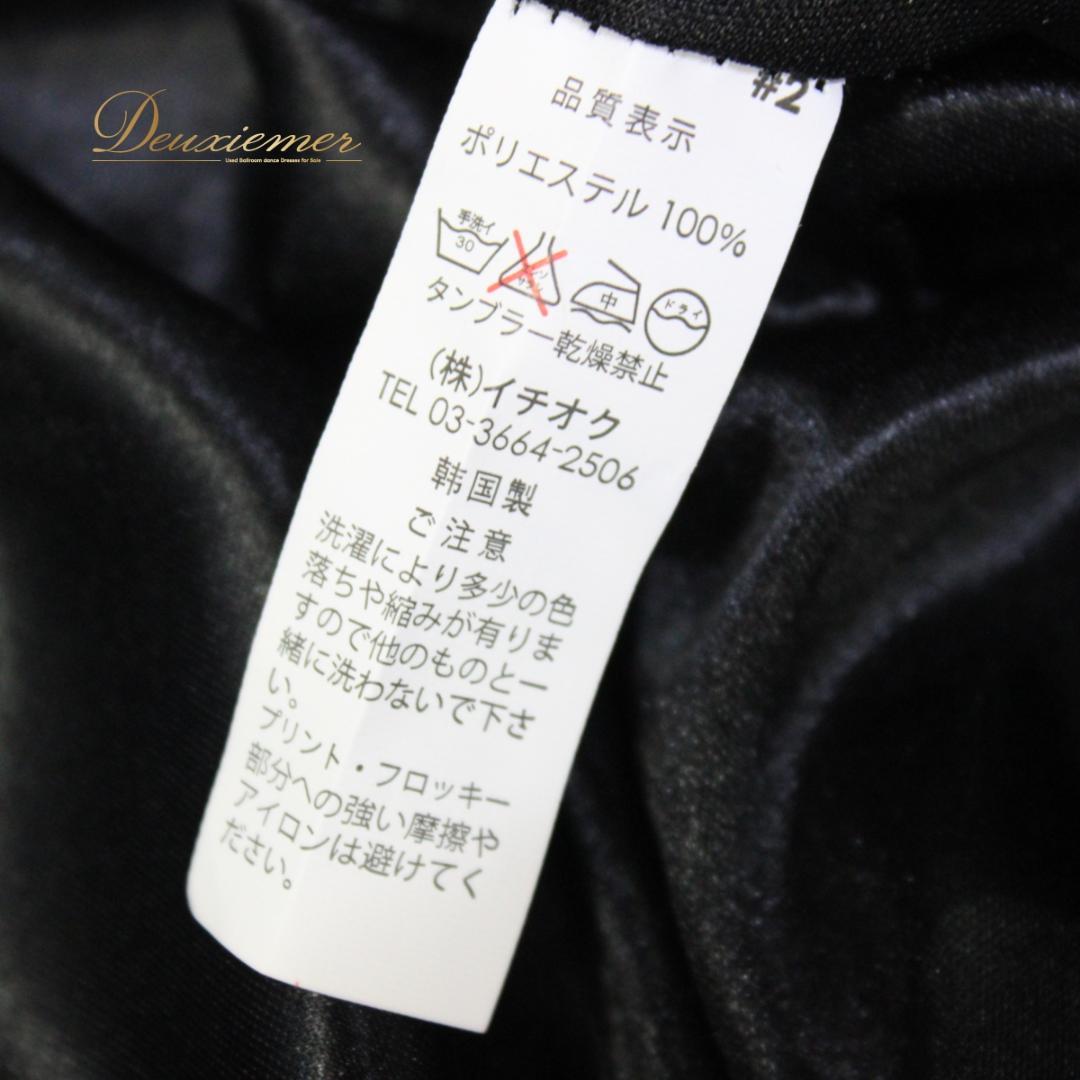 Deuxiemer
Used Ballroom dance Dresses for Sale
#2
品質表示
ポリエステル 100%
手洗イ
30
中
ドライ
タンブラー乾燥禁止
(株)イチオク
TEL 03-3664-2506
韓国製
ご注意
洗濯により多少の色
落ちや縮みが有りま
すので他のものと一
緒に洗わないで下さ
い。
プリント・フロッキー
部分への強い摩擦や
アイロンは避けてく
ださい。